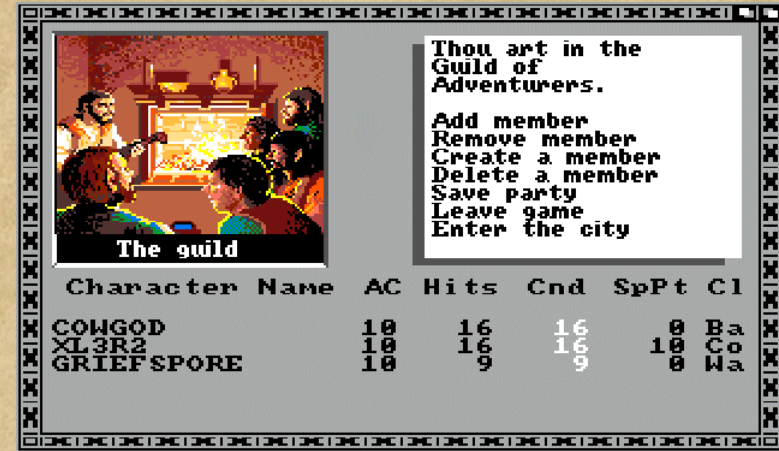 Thou art in the
Guild of
Adventurers.
Add member
Remove member
Create a member
Delete a member
Save party
Leave game
Enter the city
The guild
Character Name AC Hits Cnd SpPt Cl
COWGOD 10 16 16 0 Ba
XL3R2 10 16 16 10 Co
GRIEFSPORE 10 9 9 0 Wa